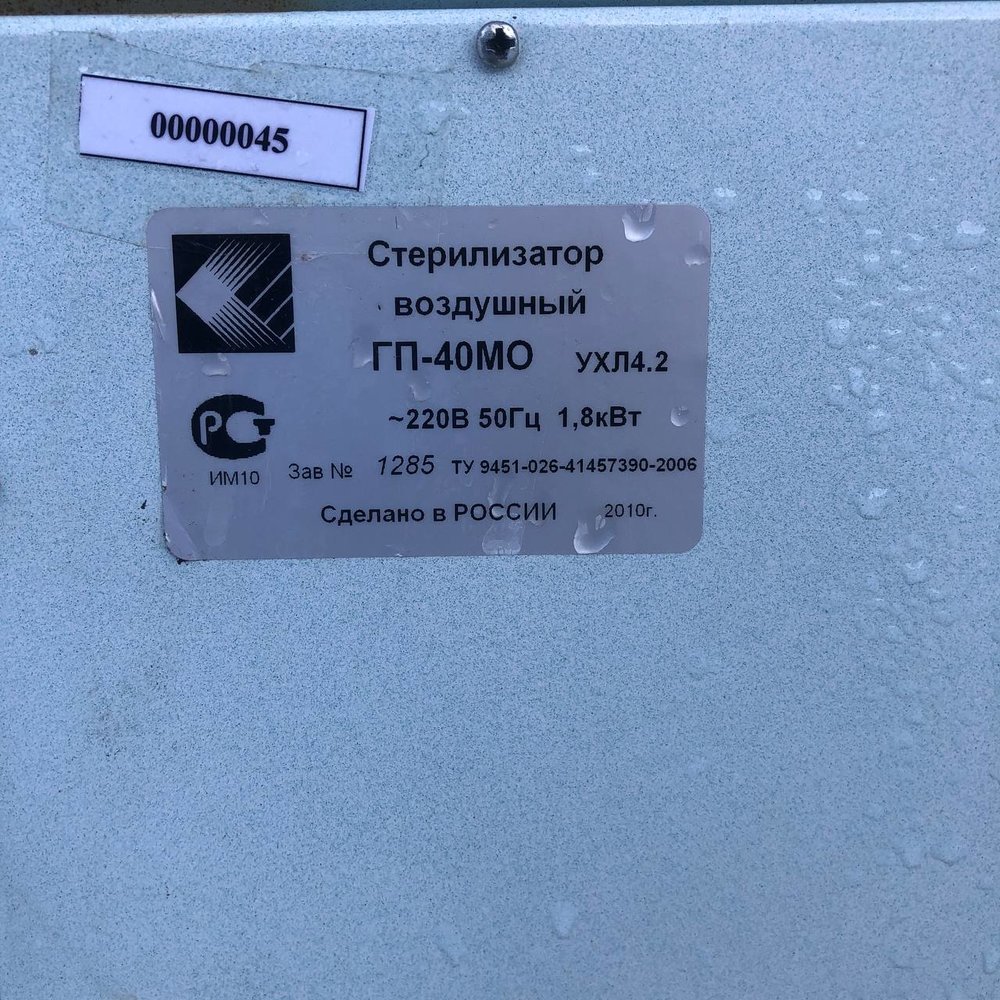 00000045
Стерилизатор
воздушный
ГП-40МО УХЛ4.2
~220В 50Гц 1,8кВт
РСТ
ИМ10 Зав № 1285 ТУ 9451-026-41457390-2006
Сделано в РОССИИ 2010г.